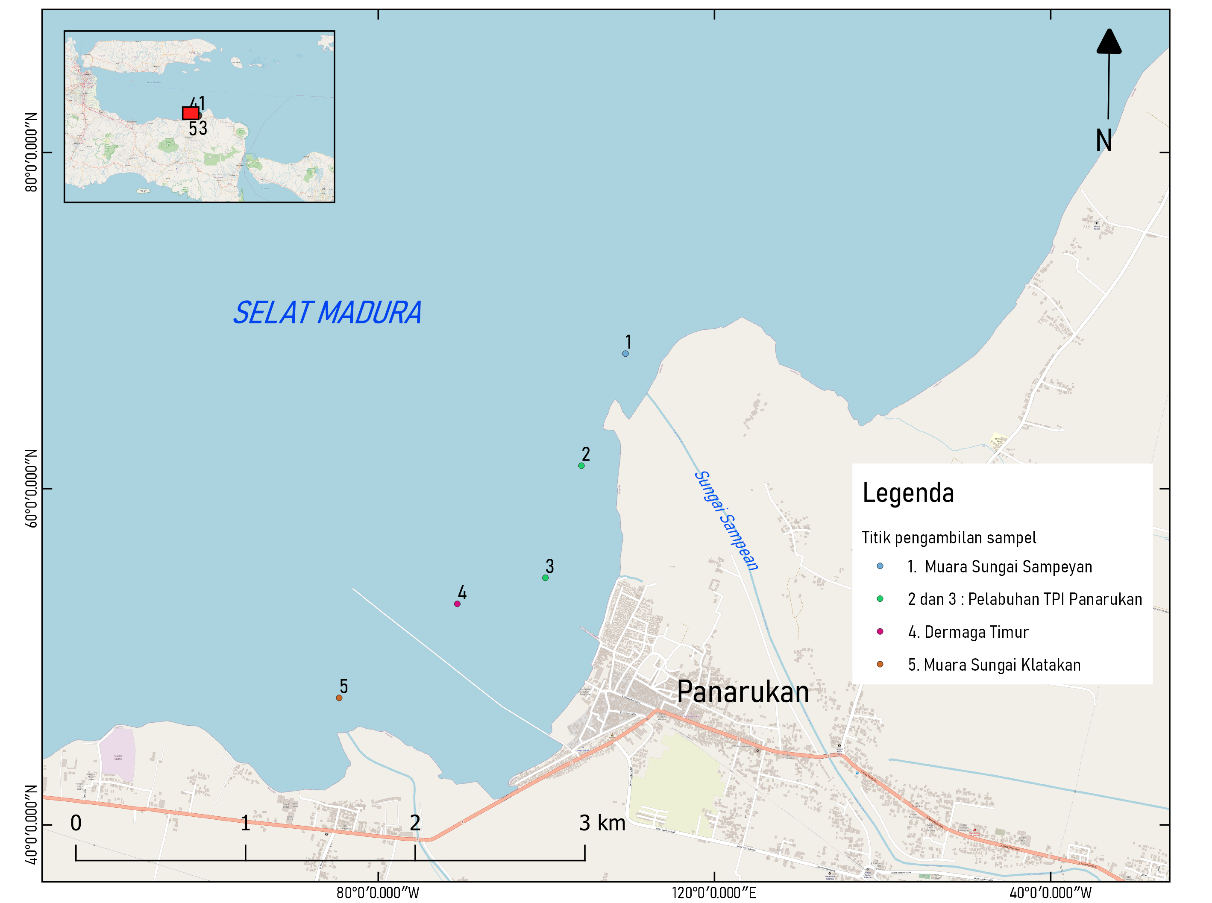 41
53
N
80°0'0.000"N
SELAT MADURA
1
2
60°0'0.000"N
Sungai Sampean
Legenda
Titik pengambilan sampel
1. Muara Sungai Sampeyan
2 dan 3 : Pelabuhan TPI Panarukan
4. Dermaga Timur
5. Muara Sungai Klatakan
3
4
5
Panarukan
40°0'0.000"N
0
1
2
3 km
80°0'0.000"W
120°0'0.000"E
40°0'0.000"W